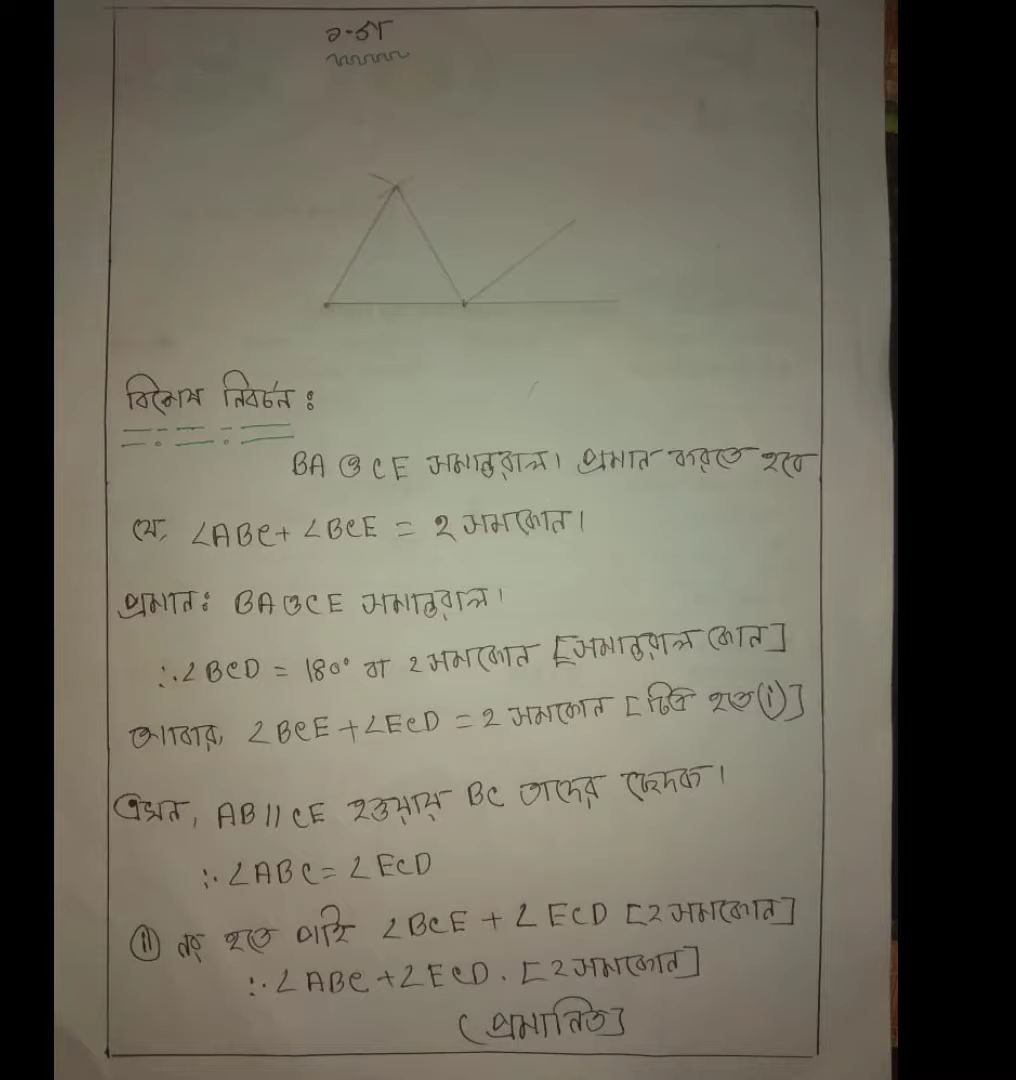 ৯-ঙ
বিশেষ নির্বচন ঃ
BA ও CE সমান্তরাল। প্রমান করতে হবে
যে, ∠ABC + ∠BCE = 2 সমকোন।
প্রমান ঃ BA ও CE সমান্তরাল।
∴ ∠BCD = 180° বা 2 সমকোন [সমান্তরাল কোন]
আবার, ∠BCE + ∠ECD = 2 সমকোন [চিত্র হতে (i)]
এখন, AB || CE হওয়ায় BC তাদের ছেদক।
∴ ∠ABC = ∠ECD
(ii) নং হতে পাই ∠BCE + ∠ECD [2 সমকোন]
∴ ∠ABC + ∠ECD. [2 সমকোন]
(প্রমানিত]